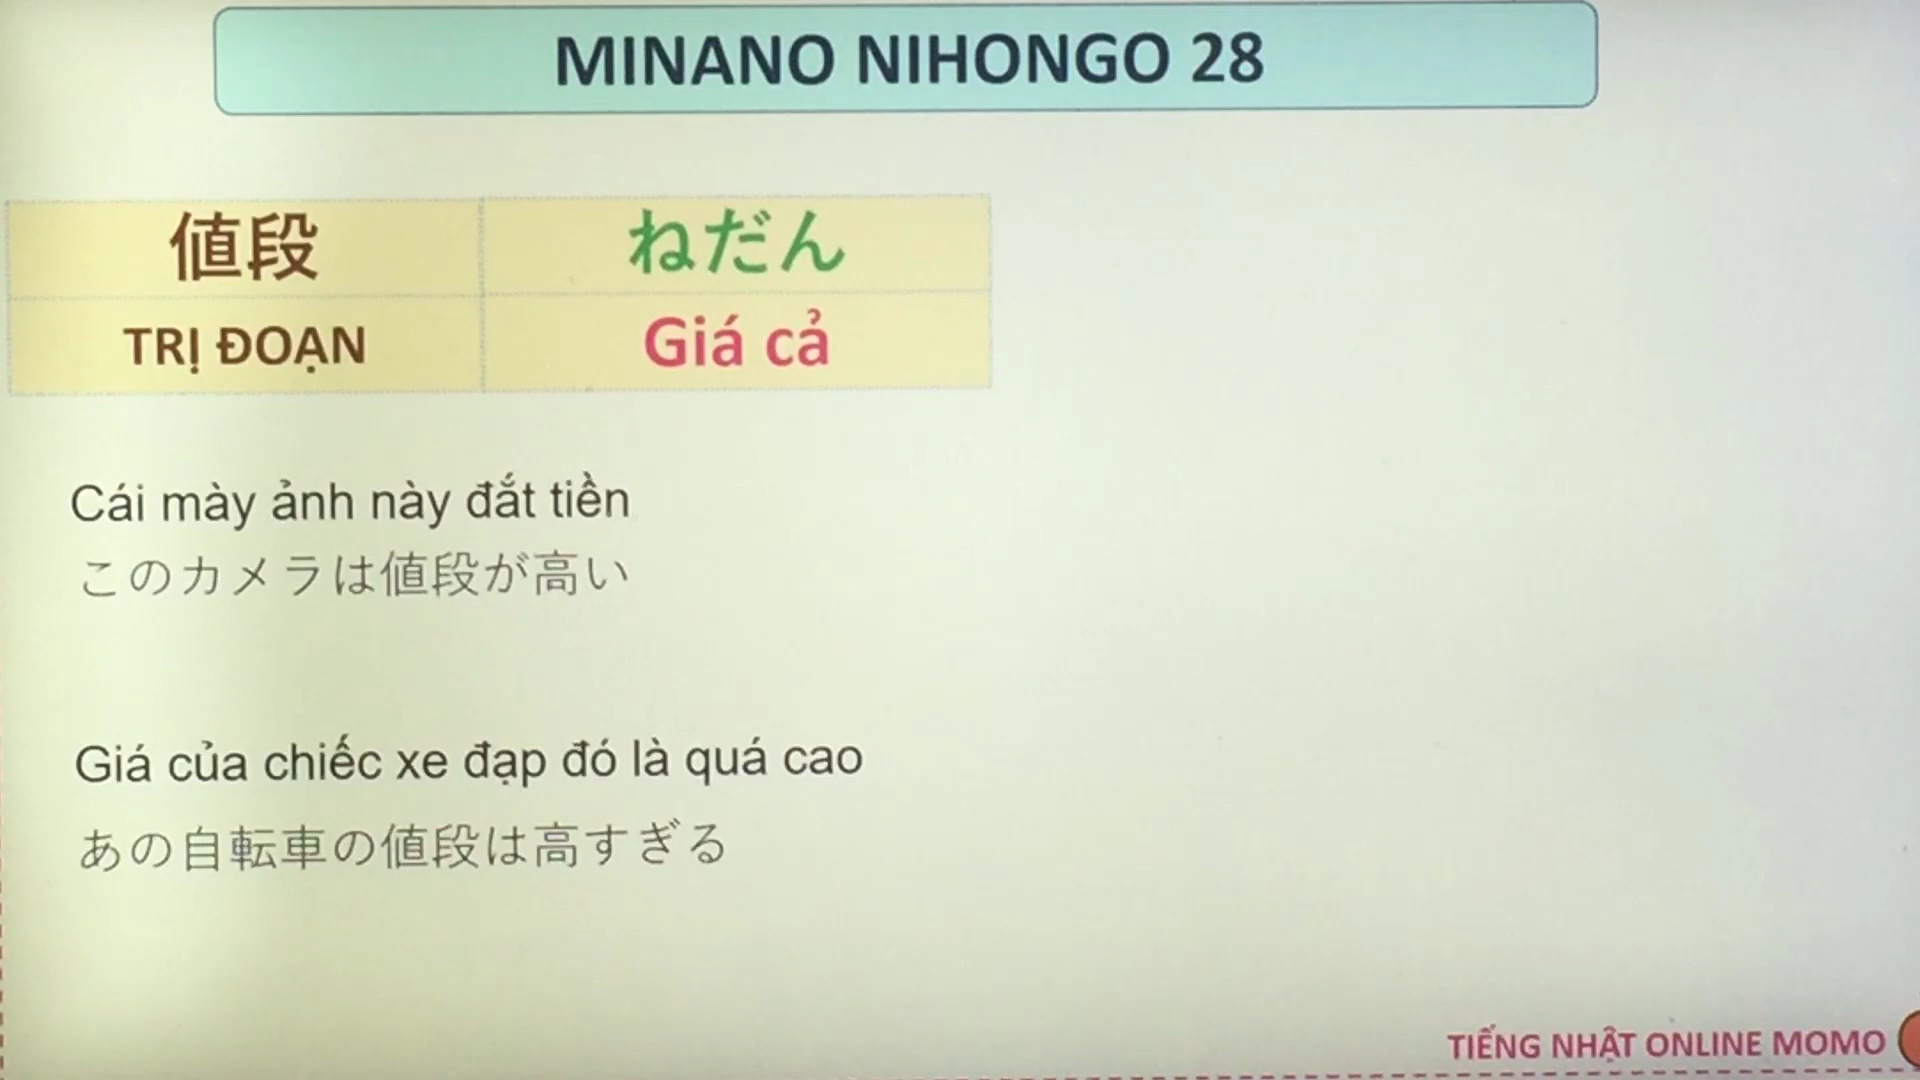 MINANO NIHONGO 28
値段 ねだん
TRỊ ĐOẠN Giá cả
Cái mày ảnh này đắt tiền
このカメラは値段が高い
Giá của chiếc xe đạp đó là quá cao
あの自転車の値段は高すぎる
TIẾNG NHẬT ONLINE MOMO